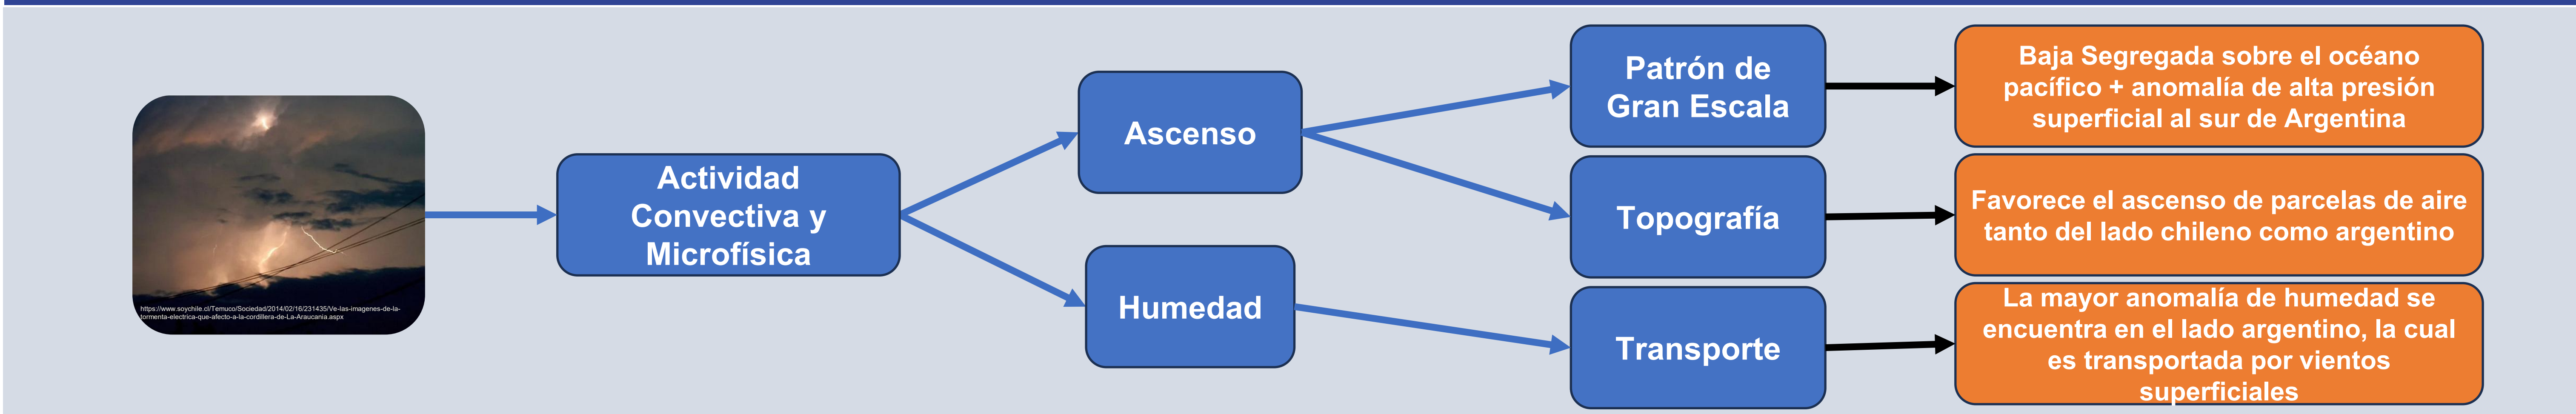 https://www.soychile.cl/Temuco/Sociedad/2014/02/16/231435/Ve-las-imagenes-de-la-
tormenta-electrica-que-afecto-a-la-cordillera-de-La-Araucania.aspx
Actividad
Convectiva y
Microfísica
Ascenso
Humedad
Patrón de
Gran Escala
Topografía
Transporte
Baja Segregada sobre el océano
pacífico + anomalía de alta presión
superficial al sur de Argentina
Favorece el ascenso de parcelas de aire
tanto del lado chileno como argentino
La mayor anomalía de humedad se
encuentra en el lado argentino, la cual
es transportada por vientos
superficiales